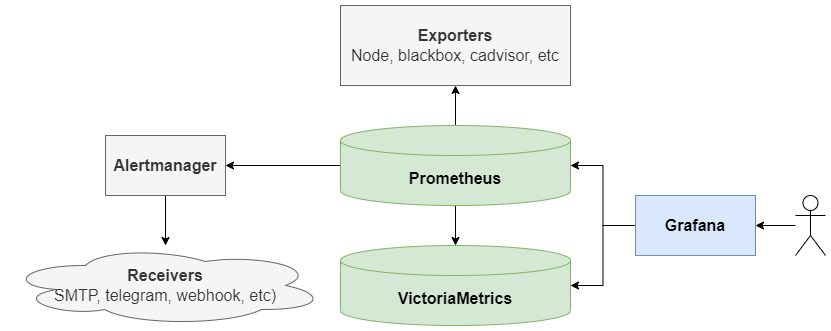 Exporters
Node, blackbox, cadvisor, etc
Alertmanager
Prometheus
Grafana
Receivers
SMTP, telegram, webhook, etc)
VictoriaMetrics